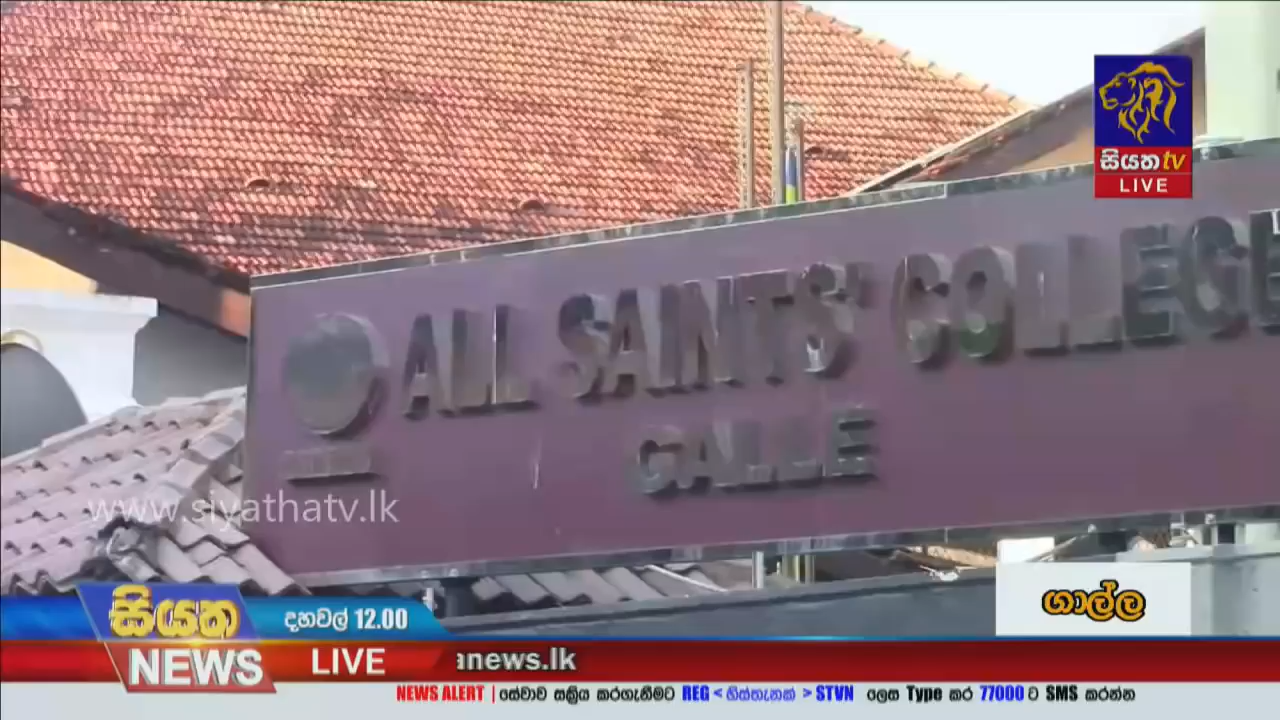 සියත tv
LIVE
ALL SAINTS' COLLEGE
GALLE
www.siyathatv.lk
ගාල්ල
සියත
දහවල් 12.00
NEWS
LIVE
news.lk
NEWS ALERT | සේවාව සක්‍රිය කරගැනීමට REG < හිස්තැනක් > STVN ලෙස Type කර 77000 ට SMS කරන්න